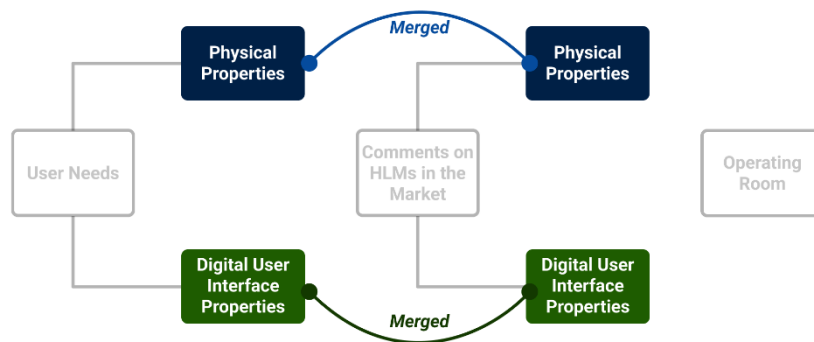 Merged
Physical
Properties
Physical
Properties
User Needs
Comments on
HLMs in the
Market
Operating
Room
Digital User
Interface
Properties
Digital User
Interface
Properties
Merged